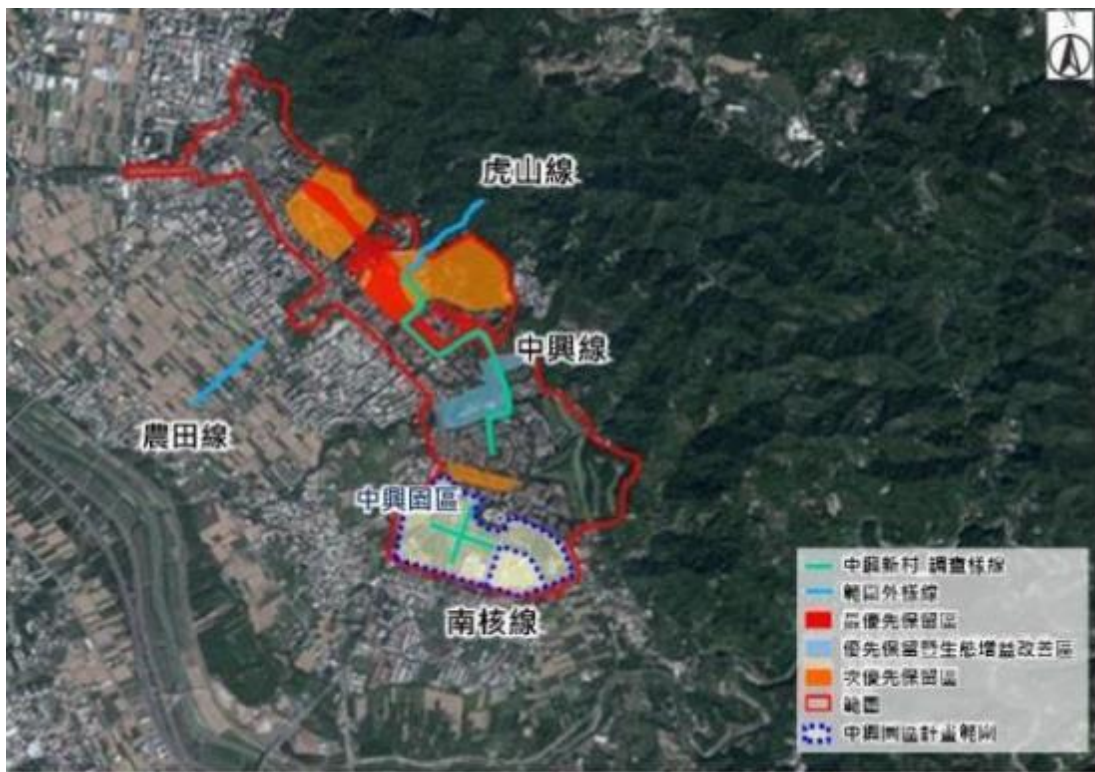 N
虎山線
中興線
農田線
中興園區
南核線
中興新村 調查樣線
範圍外樣線
最優先保留區
優先保留暨生態增益改善區
次優先保留區
範圍
中興園區計畫範圍